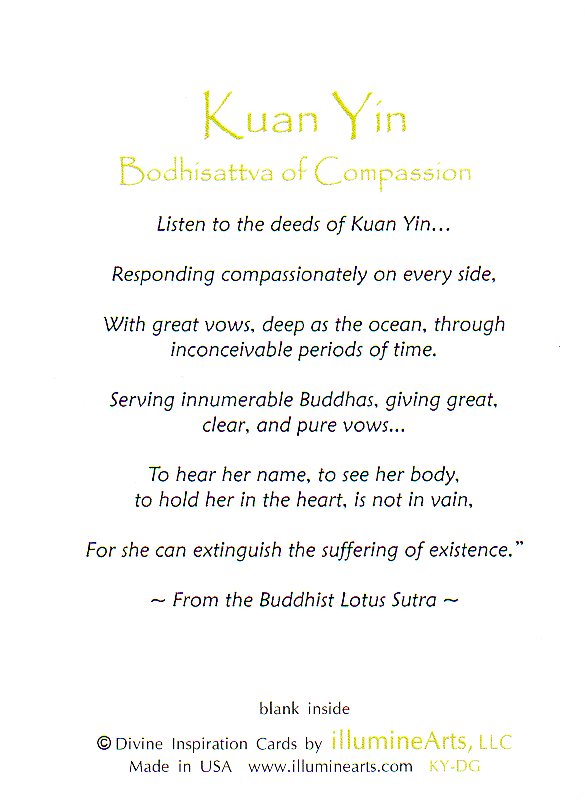 Kuan Yin
Bodhisattva of Compassion
Listen to the deeds of Kuan Yin...
Responding compassionately on every side,
With great vows, deep as the ocean, through
inconceivable periods of time.
Serving innumerable Buddhas, giving great,
clear, and pure vows...
To hear her name, to see her body,
to hold her in the heart, is not in vain,
For she can extinguish the suffering of existence.”
~ From the Buddhist Lotus Sutra ~
blank inside
© Divine Inspiration Cards by illumineArts, LLC
Made in USA www.illuminearts.com KY-DG